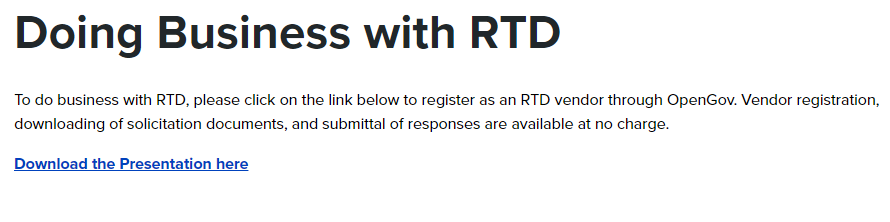 Doing Business with RTD
To do business with RTD, please click on the link below to register as an RTD vendor through OpenGov. Vendor registration,
downloading of solicitation documents, and submittal of responses are available at no charge.
Download the Presentation here